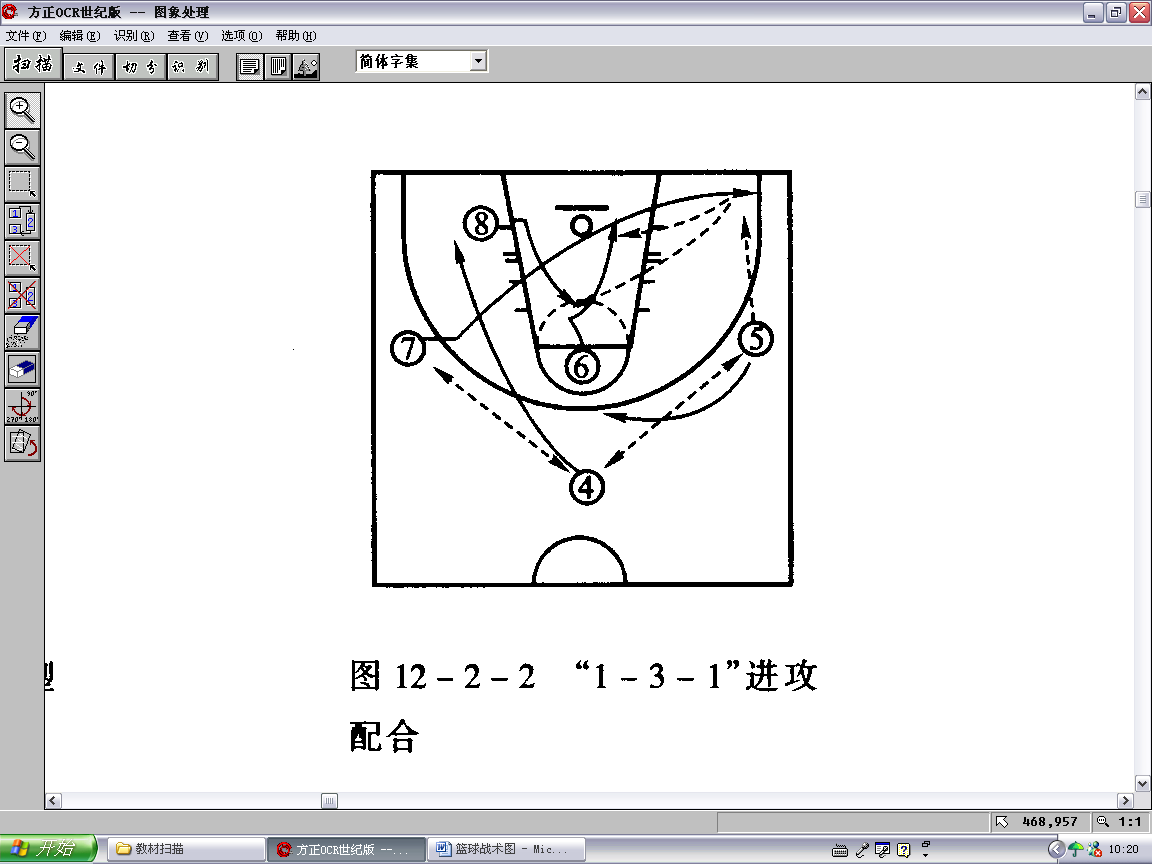 方正OCR世纪版 -- 图象处理
文件(F) 编辑(E) 识别(R) 查看(V) 选项(O) 帮助(H)
扫描 文件 切分 识别 简体字集
8
7
5
6
4
图 12-2-2 “1-3-1”进攻
配合
468,957 1:1
开始 教材扫描 方正OCR世纪版 --... 篮球战术图 - Mic... 10:20